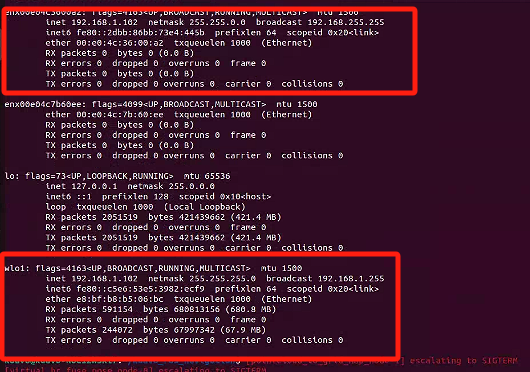 enx00e04c3600a2: flags=4163<UP,BROADCAST,RUNNING,MULTICAST> mtu 1500
inet 192.168.1.102 netmask 255.255.0.0 broadcast 192.168.255.255
inet6 fe80::2dbb:86bb:73e4:445b prefixlen 64 scopeid 0x20<link>
ether 00:e0:4c:36:00:a2 txqueuelen 1000 (Ethernet)
RX packets 0 bytes 0 (0.0 B)
RX errors 0 dropped 0 overruns 0 frame 0
TX packets 0 bytes 0 (0.0 B)
TX errors 0 dropped 0 overruns 0 carrier 0 collisions 0
enx00e04c7b60ee: flags=4099<UP,BROADCAST,MULTICAST> mtu 1500
ether 00:e0:4c:7b:60:ee txqueuelen 1000 (Ethernet)
RX packets 0 bytes 0 (0.0 B)
RX errors 0 dropped 0 overruns 0 frame 0
TX packets 0 bytes 0 (0.0 B)
TX errors 0 dropped 0 overruns 0 carrier 0 collisions 0
lo: flags=73<UP,LOOPBACK,RUNNING> mtu 65536
inet 127.0.0.1 netmask 255.0.0.0
inet6 ::1 prefixlen 128 scopeid 0x10<host>
loop txqueuelen 1000 (Local Loopback)
RX packets 2051519 bytes 421439662 (421.4 MB)
RX errors 0 dropped 0 overruns 0 frame 0
TX packets 2051519 bytes 421439662 (421.4 MB)
TX errors 0 dropped 0 overruns 0 carrier 0 collisions 0
wlo1: flags=4163<UP,BROADCAST,RUNNING,MULTICAST> mtu 1500
inet 192.168.1.102 netmask 255.255.255.0 broadcast 192.168.1.255
inet6 fe80::c5e6:53e5:3982:ecf9 prefixlen 64 scopeid 0x20<link>
ether e8:bf:b8:b5:06:bc txqueuelen 1000 (Ethernet)
RX packets 591154 bytes 680813156 (680.8 MB)
RX errors 0 dropped 0 overruns 0 frame 0
TX packets 244072 bytes 67997342 (67.9 MB)
TX errors 0 dropped 0 overruns 0 carrier 0 collisions 0
escalating to SIGTERM
escalating to SIGTERM